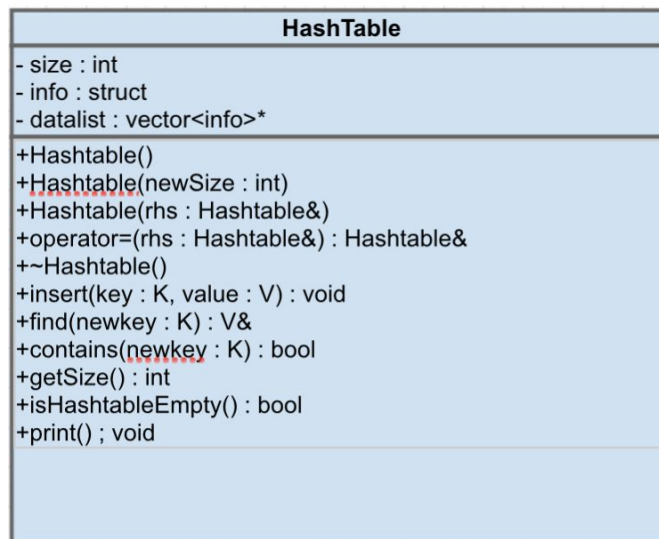 HashTable
- size : int
- info : struct
- datalist : vector<info>*
+Hashtable()
+Hashtable(newSize : int)
+Hashtable(rhs : Hashtable&)
+operator=(rhs : Hashtable&) : Hashtable&
+~Hashtable()
+insert(key : K, value : V) : void
+find(newkey : K) : V&
+contains(newkey : K) : bool
+getSize() : int
+isHashtableEmpty() : bool
+print() ; void